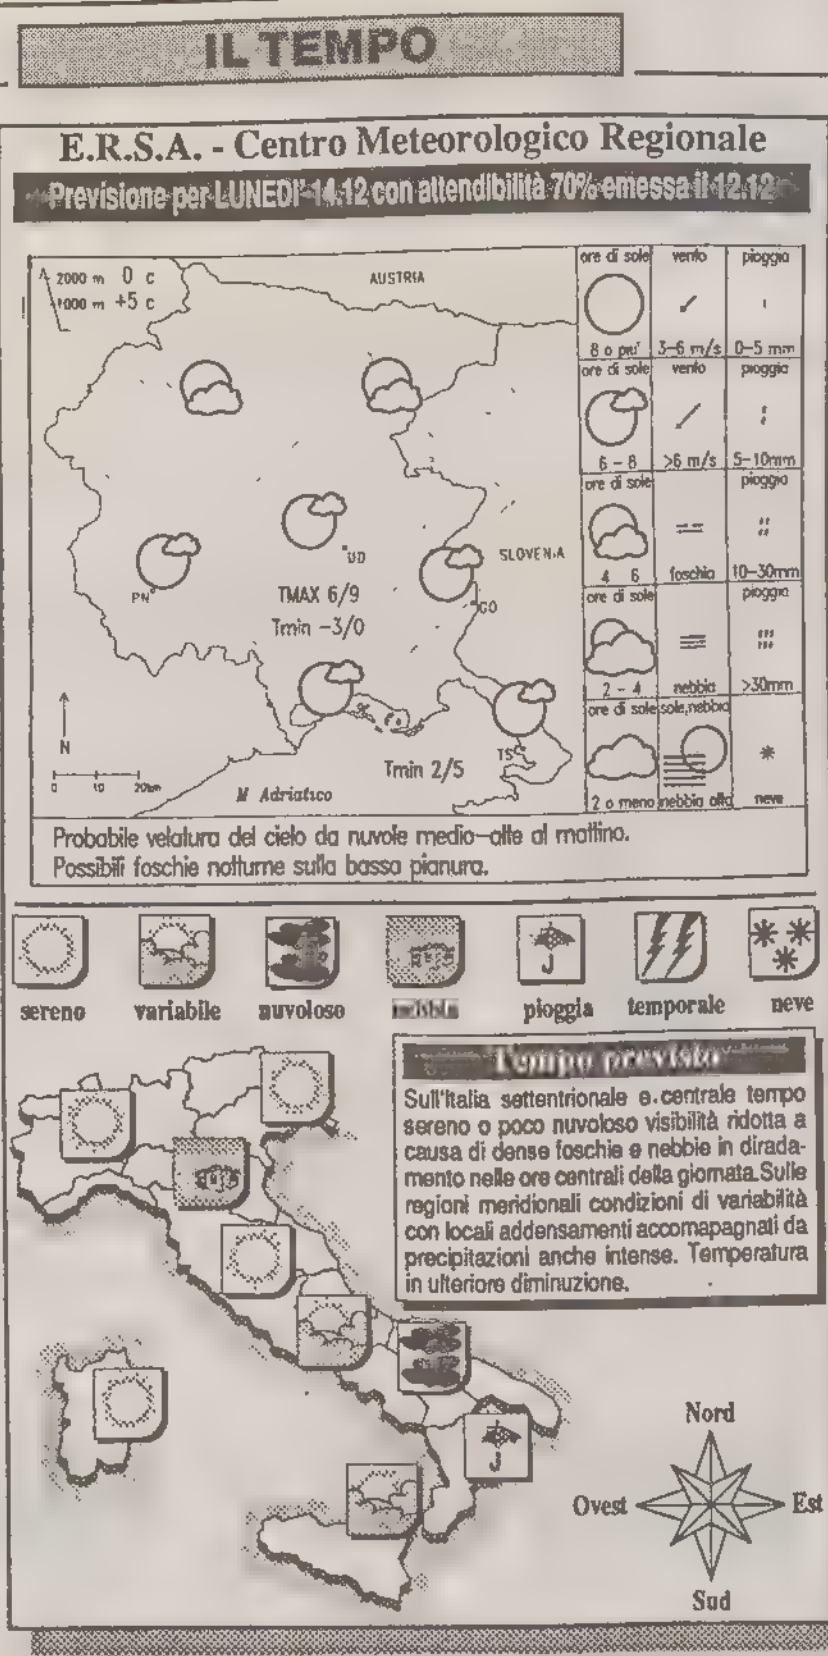 IL TEMPO
E.R.S.A. - Centro Meteorologico Regionale
Previsione per LUNEDI' 14.12 con attendibilità 70% emessa il 12.12
2000 m 0 c
1000 m +5 c
AUSTRIA
SLOVENIA
UD
PN
GO
TMAX 6/9
Tmin -3/0
N
TS
Tmin 2/5
0 10 20km
M Adriatico
ore di sole vento pioggia
8 o piu' 3-6 m/s 0-5 mm
ore di sole vento pioggia
6 - 8 >6 m/s 5-10mm
ore di sole pioggia
4 6 foschia 10-30mm
ore di sole pioggia
2 - 4 nebbia >30mm
ore di sole sole,nebbia
2 o meno nebbia alta neve
Probabile velatura del cielo da nuvole medio-alte al mattino.
Possibili foschie notturne sulla bassa pianura.
sereno variabile nuvoloso nebbia pioggia temporale neve
Tempo previsto
Sull'Italia settentrionale e centrale tempo
sereno o poco nuvoloso visibilità ridotta a
causa di dense foschie e nebbie in dirada-
mento nelle ore centrali della giornata.Sulle
regioni meridionali condizioni di variabilità
con locali addensamenti accomapagnati da
precipitazioni anche intense. Temperatura
in ulteriore diminuzione.
Nord
Ovest Est
Sud